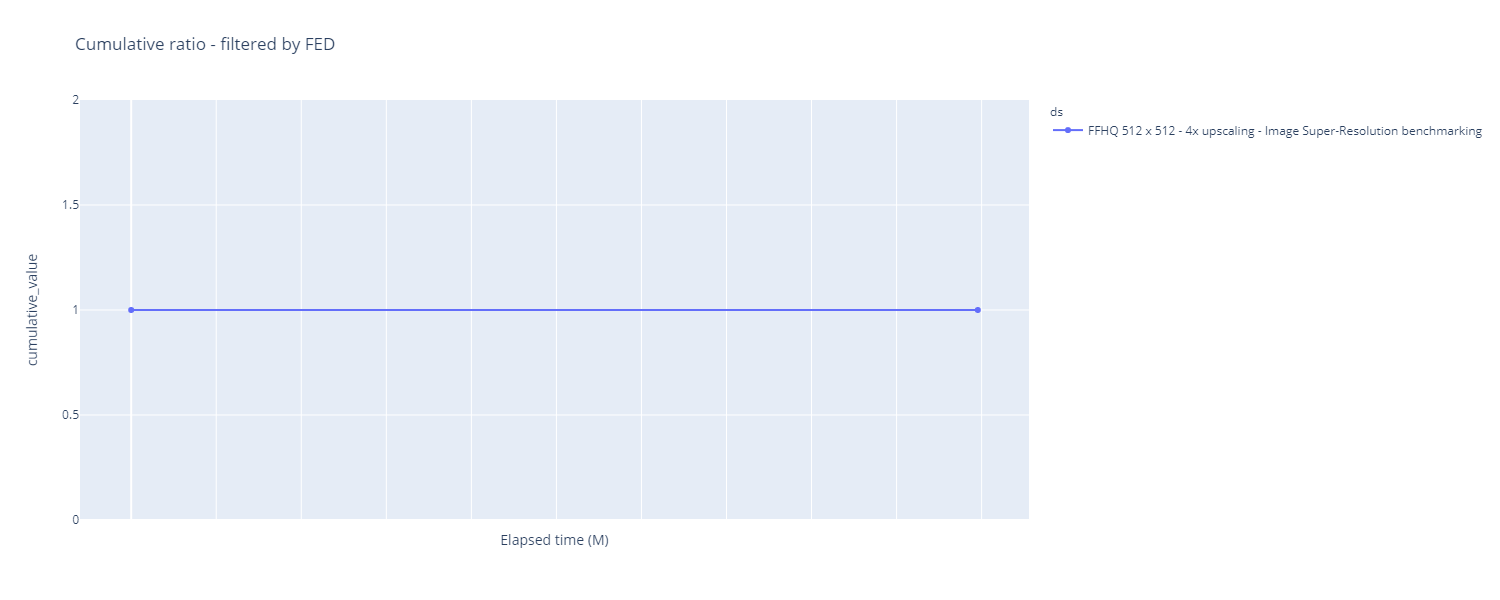 Cumulative ratio - filtered by FED
2
1.5
1
0.5
0
cumulative_value
Elapsed time (M)
ds
FFHQ 512 x 512 - 4x upscaling - Image Super-Resolution benchmarking